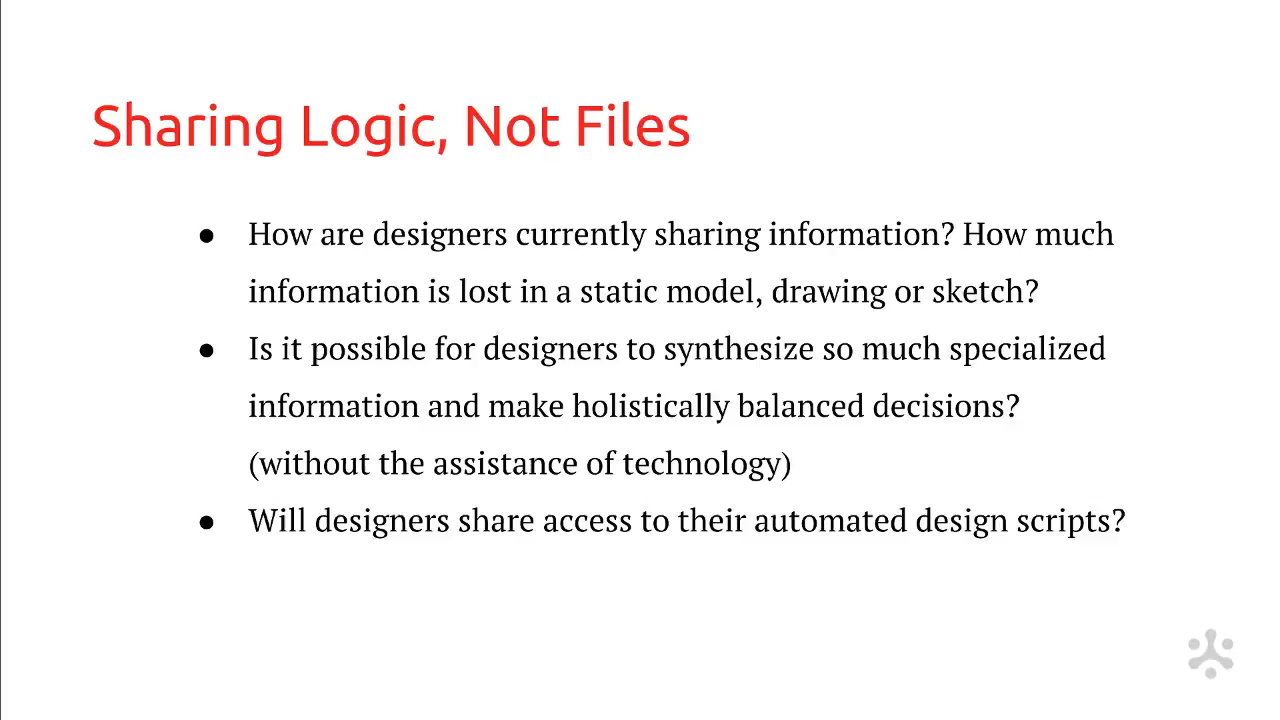 Sharing Logic, Not Files
● How are designers currently sharing information? How much
information is lost in a static model, drawing or sketch?
● Is it possible for designers to synthesize so much specialized
information and make holistically balanced decisions?
(without the assistance of technology)
● Will designers share access to their automated design scripts?